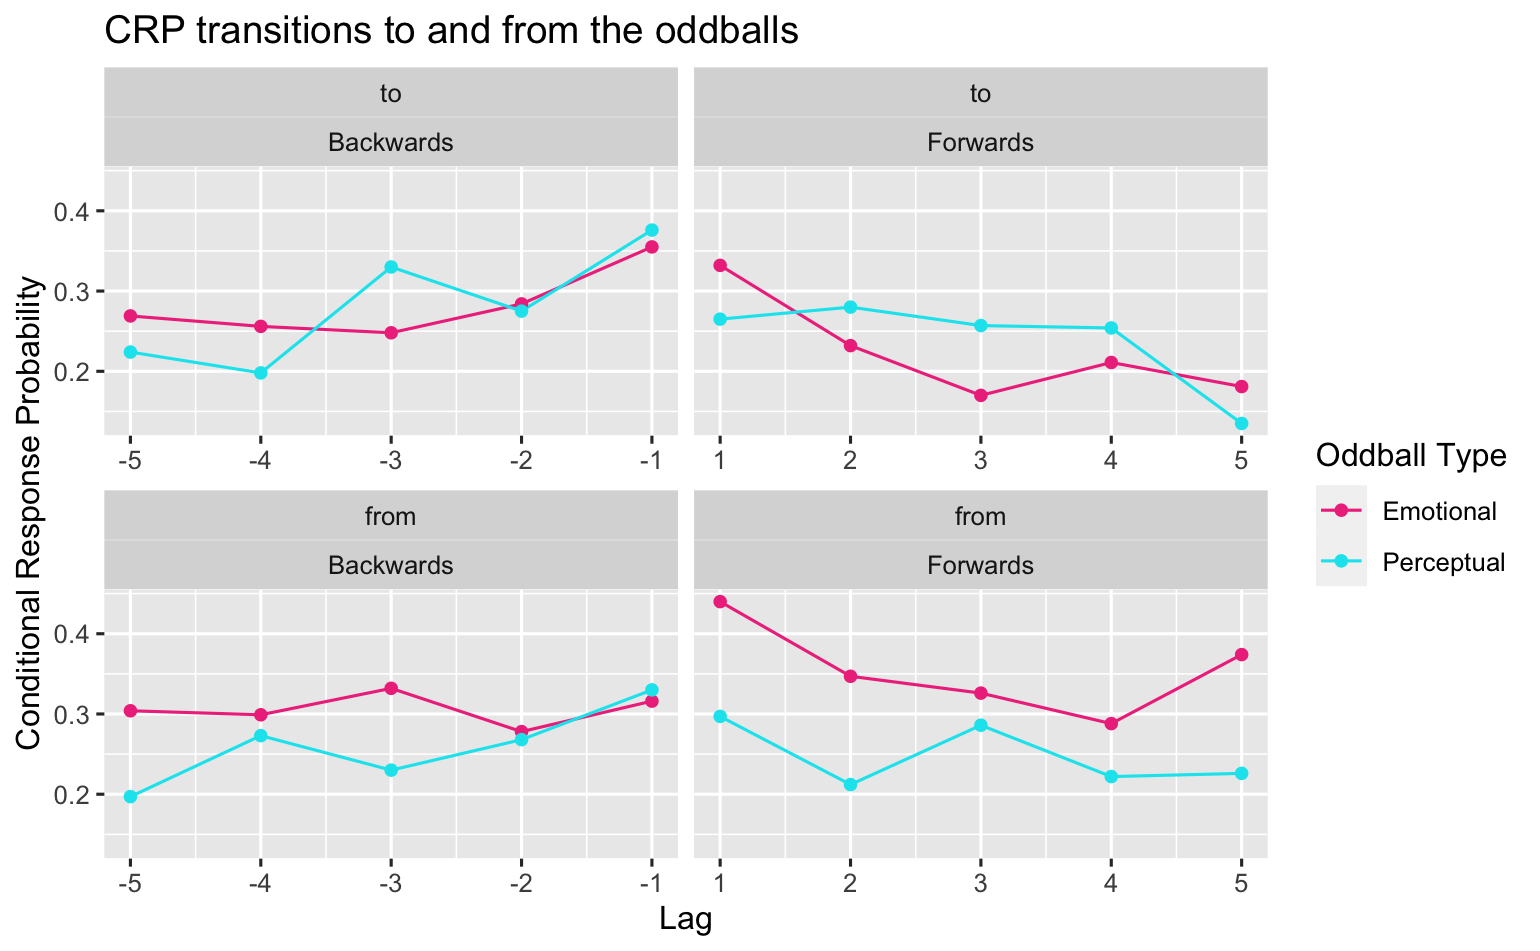 CRP transitions to and from the oddballs
to
to
Backwards
Forwards
0.4
0.3
0.2
-5 -4 -3 -2 -1
1 2 3 4 5
from
from
Backwards
Forwards
0.4
0.3
0.2
-5 -4 -3 -2 -1
1 2 3 4 5
Lag
Conditional Response Probability
Oddball Type
Emotional
Perceptual